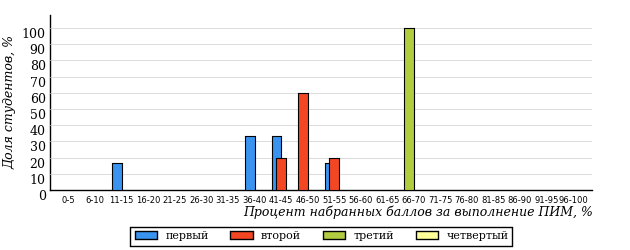 Доля студентов, %
100
90
80
70
60
50
40
30
20
10
0
0-5 6-10 11-15 16-20 21-25 26-30 31-35 36-40 41-45 46-50 51-55 56-60 61-65 66-70 71-75 76-80 81-85 86-90 91-95 96-100
Процент набранных баллов за выполнение ПИМ, %
первый второй третий четвертый